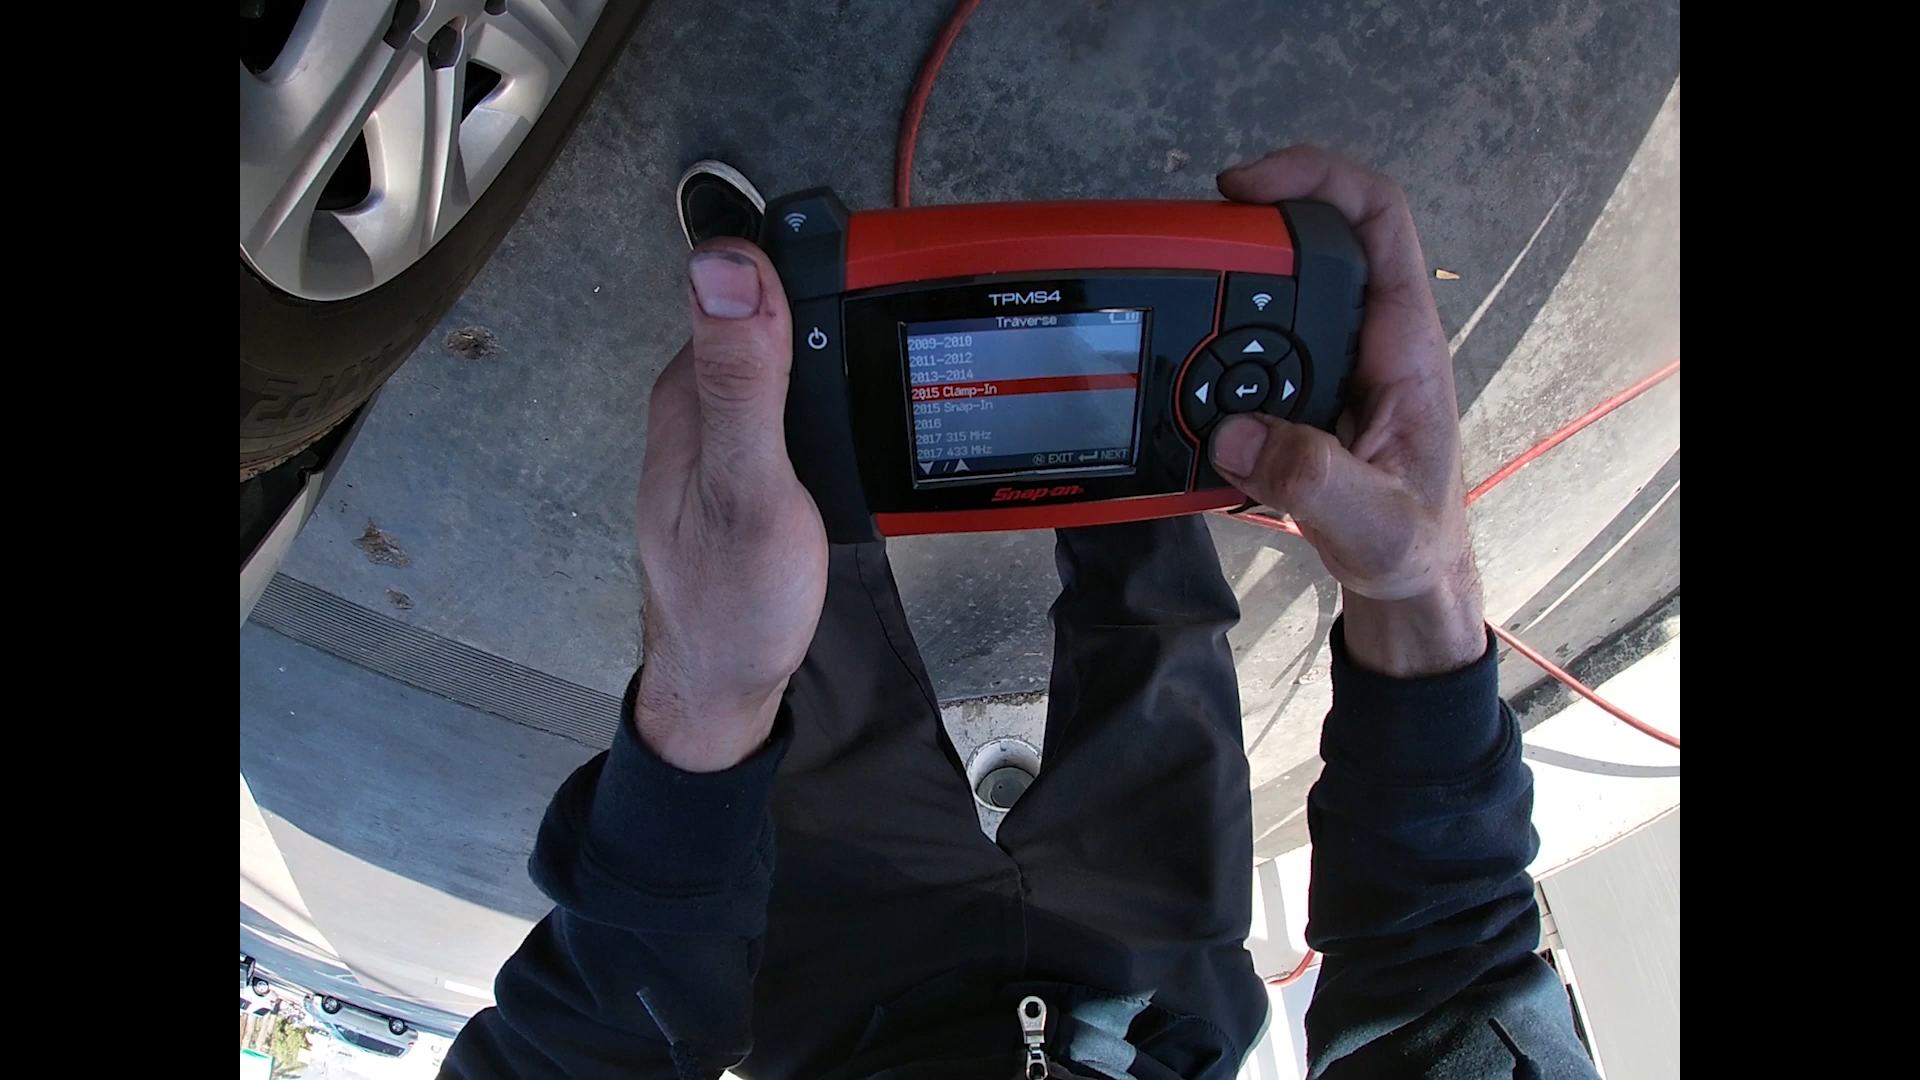 TPMS4
Traverse
2009-2010
2011-2012
2013-2014
2015 Clamp-In
2015 Snap-In
2016
2017 315 MHz
2017 433 MHz
/ N EXIT NEXT
Snap-on